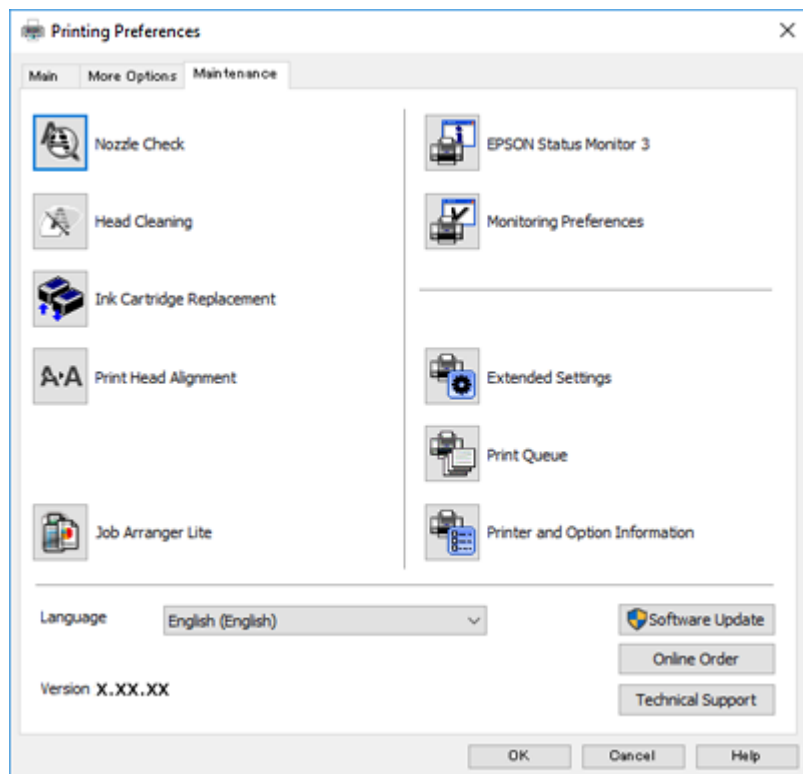 Printing Preferences
Main More Options Maintenance
Nozzle Check
Head Cleaning
Ink Cartridge Replacement
A·A Print Head Alignment
Job Arranger Lite
EPSON Status Monitor 3
Monitoring Preferences
Extended Settings
Print Queue
Printer and Option Information
Language English (English)
Version X.XX.XX
Software Update
Online Order
Technical Support
OK Cancel Help